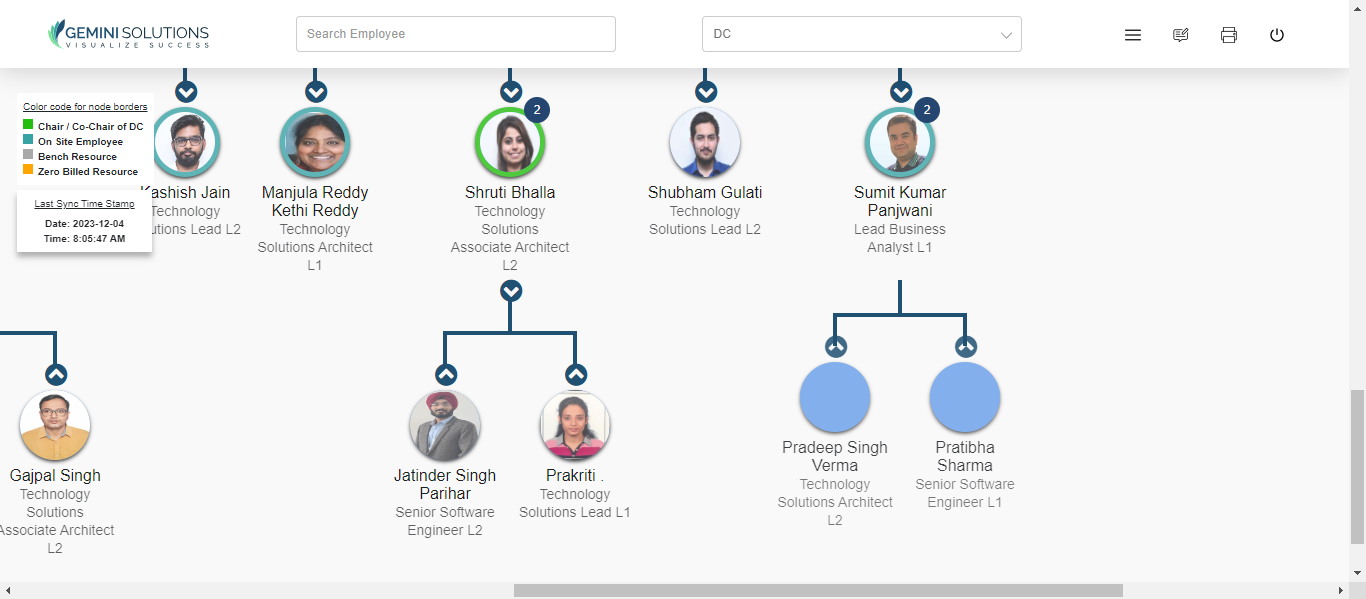 GEMINI SOLUTIONS
VISUALIZE SUCCESS
Search Employee
DC
Color code for node borders
Chair / Co-Chair of DC
On Site Employee
Bench Resource
Zero Billed Resource
Last Sync Time Stamp
Date: 2023-12-04
Time: 8:05:47 AM
Kashish Jain
Technology
Solutions Lead L2
Manjula Reddy
Kethi Reddy
Technology
Solutions Architect
L1
2
Shruti Bhalla
Technology
Solutions
Associate Architect
L2
Shubham Gulati
Technology
Solutions Lead L2
2
Sumit Kumar
Panjwani
Lead Business
Analyst L1
Gajpal Singh
Technology
Solutions
Associate Architect
L2
Jatinder Singh
Parihar
Senior Software
Engineer L2
Prakriti .
Technology
Solutions Lead L1
Pradeep Singh
Verma
Technology
Solutions Architect
L2
Pratibha
Sharma
Senior Software
Engineer L1